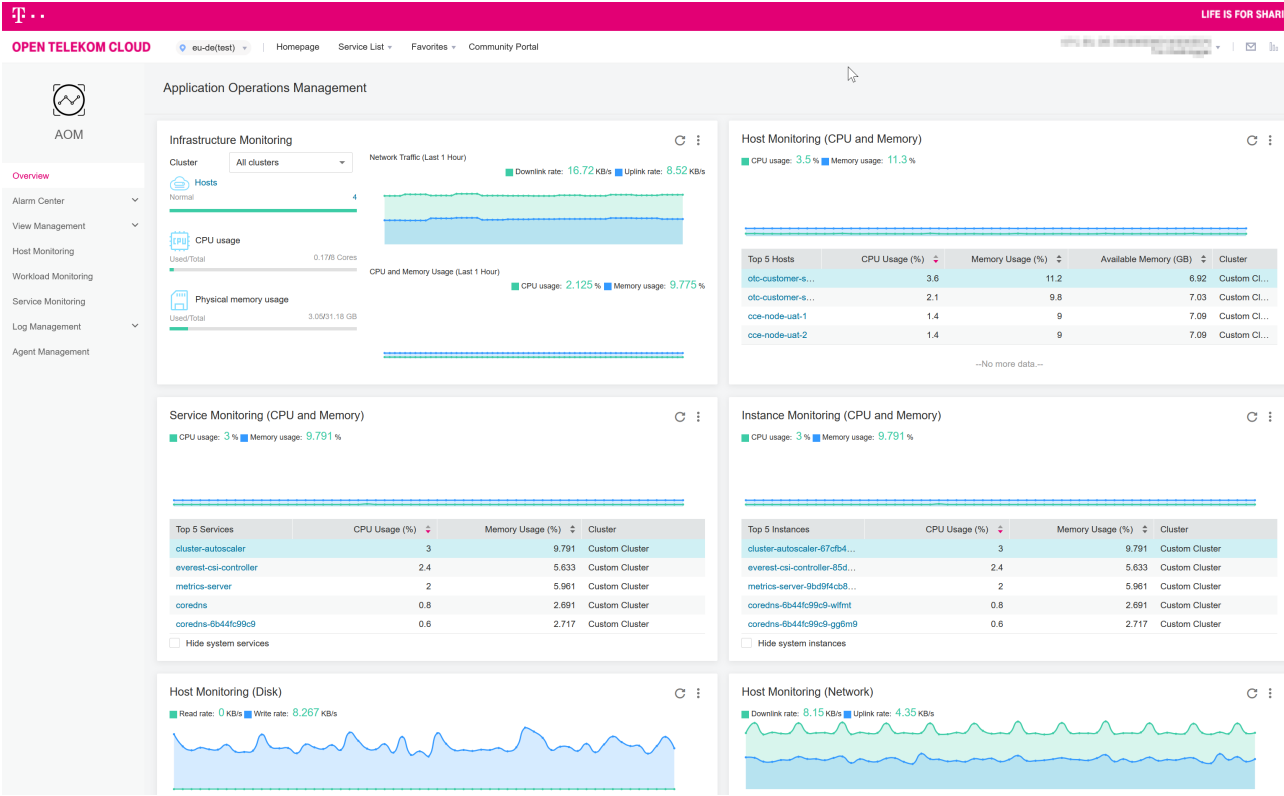 T
LIFE IS FOR SHARI
OPEN TELEKOM CLOUD eu-de(test) Homepage Service List Favorites Community Portal
AOM
Overview
Alarm Center
View Management
Host Monitoring
Workload Monitoring
Service Monitoring
Log Management
Agent Management
Application Operations Management
Infrastructure Monitoring
Cluster All clusters
Hosts
Normal 4
CPU
CPU usage
Used/Total 0.17/8 Cores
Physical memory usage
Used/Total 3.05/31.18 GB
Network Traffic (Last 1 Hour)
Downlink rate: 16.72 KB/s Uplink rate: 8.52 KB/s
CPU and Memory Usage (Last 1 Hour)
CPU usage: 2.125 % Memory usage: 9.775 %
Host Monitoring (CPU and Memory)
CPU usage: 3.5 % Memory usage: 11.3 %
Top 5 Hosts CPU Usage (%) Memory Usage (%) Available Memory (GB) Cluster
otc-customer-s... 3.6 11.2 6.92 Custom Cl...
otc-customer-s... 2.1 9.8 7.03 Custom Cl...
cce-node-uat-1 1.4 9 7.09 Custom Cl...
cce-node-uat-2 1.4 9 7.09 Custom Cl...
--No more data.--
Service Monitoring (CPU and Memory)
CPU usage: 3 % Memory usage: 9.791 %
Top 5 Services CPU Usage (%) Memory Usage (%) Cluster
cluster-autoscaler 3 9.791 Custom Cluster
everest-csi-controller 2.4 5.633 Custom Cluster
metrics-server 2 5.961 Custom Cluster
coredns 0.8 2.691 Custom Cluster
coredns-6b44fc99c9 0.6 2.717 Custom Cluster
Hide system services
Instance Monitoring (CPU and Memory)
CPU usage: 3 % Memory usage: 9.791 %
Top 5 Instances CPU Usage (%) Memory Usage (%) Cluster
cluster-autoscaler-67cfb4... 3 9.791 Custom Cluster
everest-csi-controller-85d... 2.4 5.633 Custom Cluster
metrics-server-9bd9f4cb8... 2 5.961 Custom Cluster
coredns-6b44fc99c9-wlfmt 0.8 2.691 Custom Cluster
coredns-6b44fc99c9-gg6m9 0.6 2.717 Custom Cluster
Hide system instances
Host Monitoring (Disk)
Read rate: 0 KB/s Write rate: 8.267 KB/s
Host Monitoring (Network)
Downlink rate: 8.15 KB/s Uplink rate: 4.35 KB/s